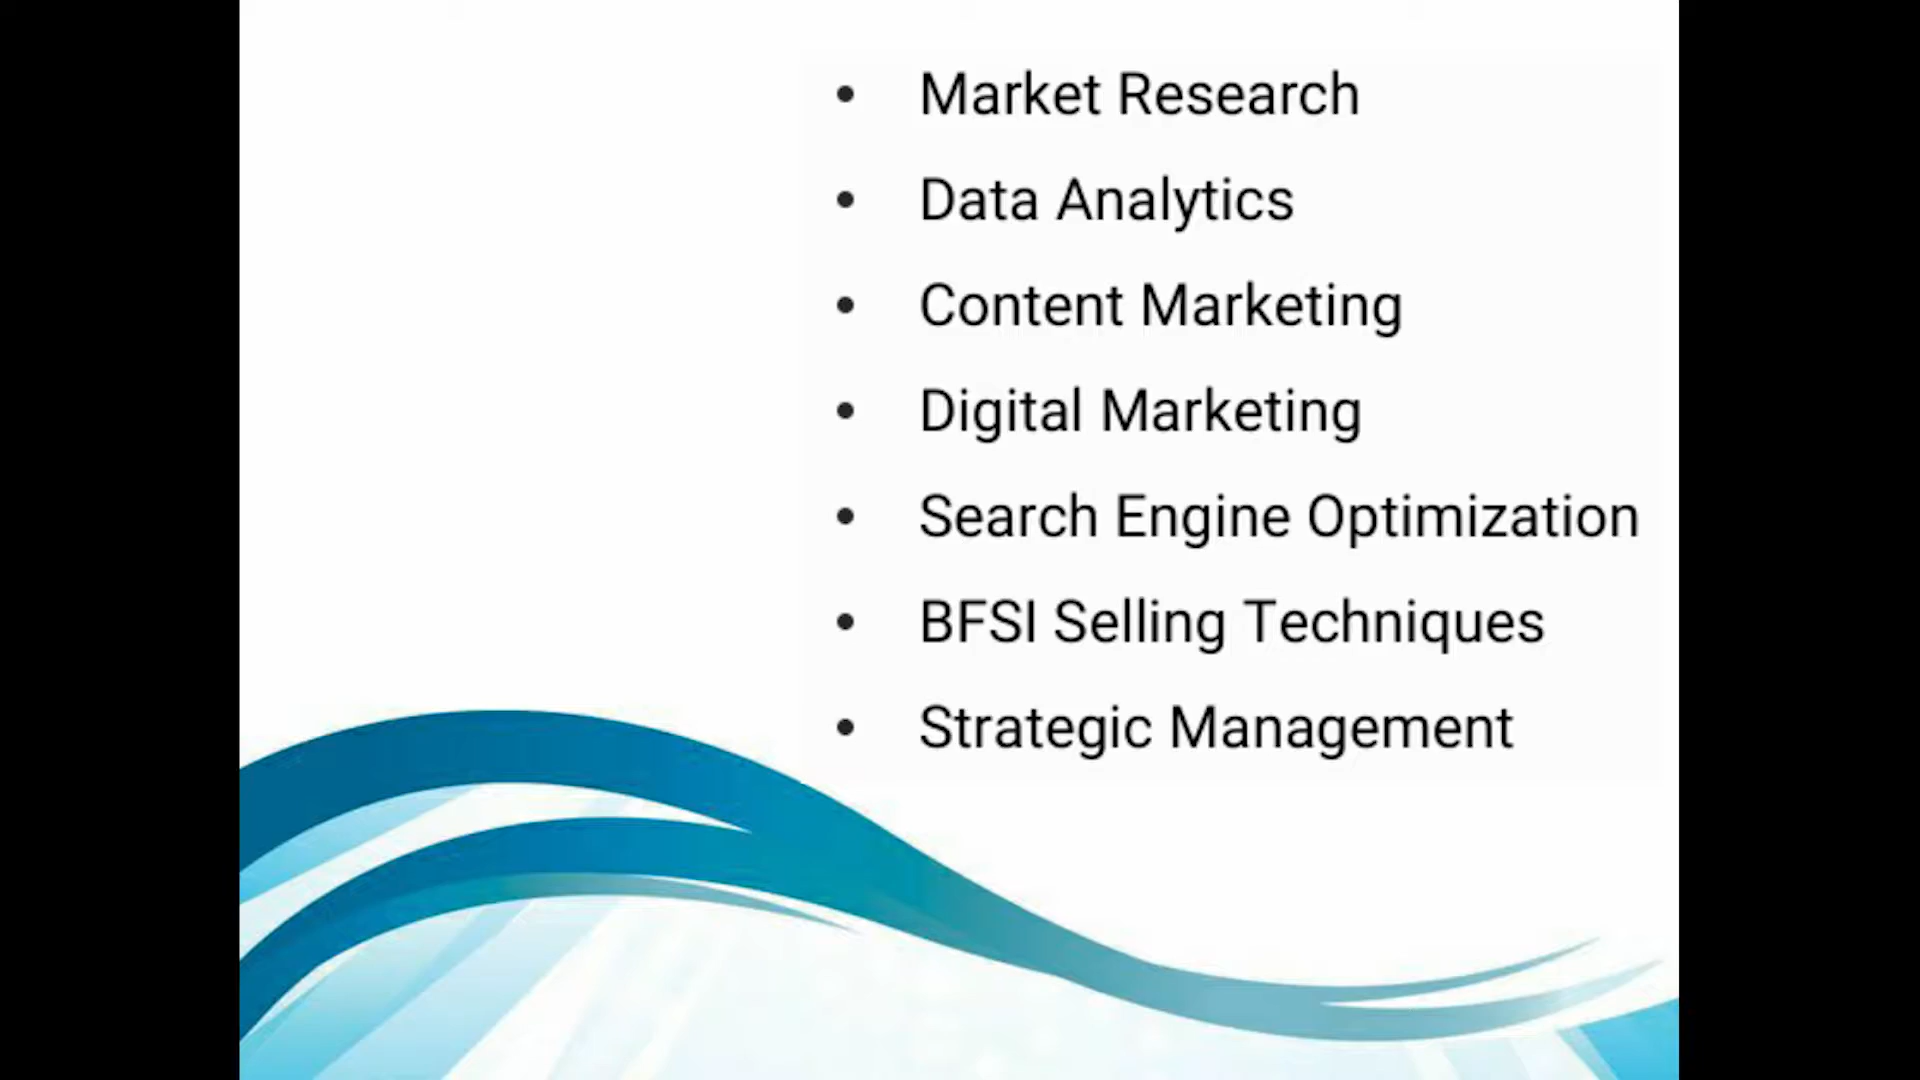 • Market Research
• Data Analytics
• Content Marketing
• Digital Marketing
• Search Engine Optimization
• BFSI Selling Techniques
• Strategic Management